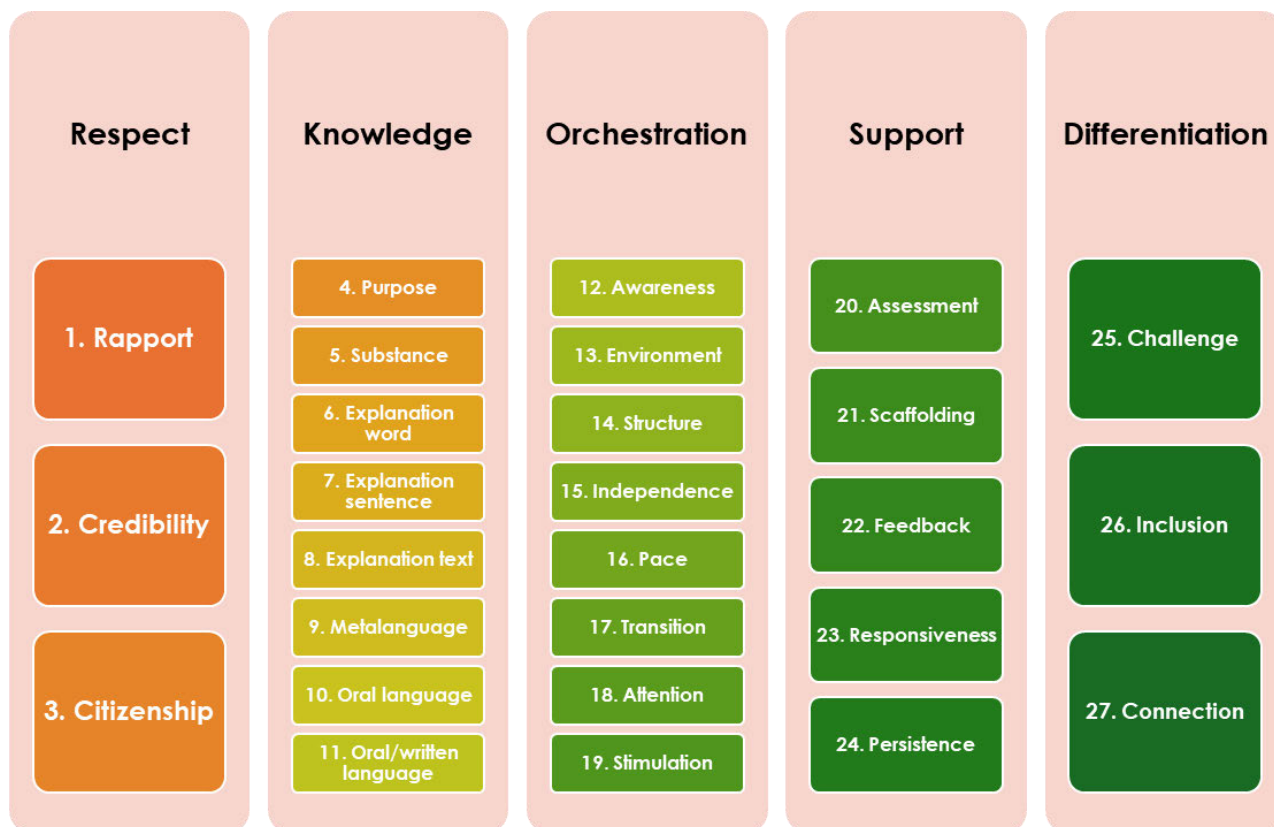 Respect
1. Rapport
2. Credibility
3. Citizenship
Knowledge
4. Purpose
5. Substance
6. Explanation
word
7. Explanation
sentence
8. Explanation text
9. Metalanguage
10. Oral language
11. Oral/written
language
Orchestration
12. Awareness
13. Environment
14. Structure
15. Independence
16. Pace
17. Transition
18. Attention
19. Stimulation
Support
20. Assessment
21. Scaffolding
22. Feedback
23. Responsiveness
24. Persistence
Differentiation
25. Challenge
26. Inclusion
27. Connection